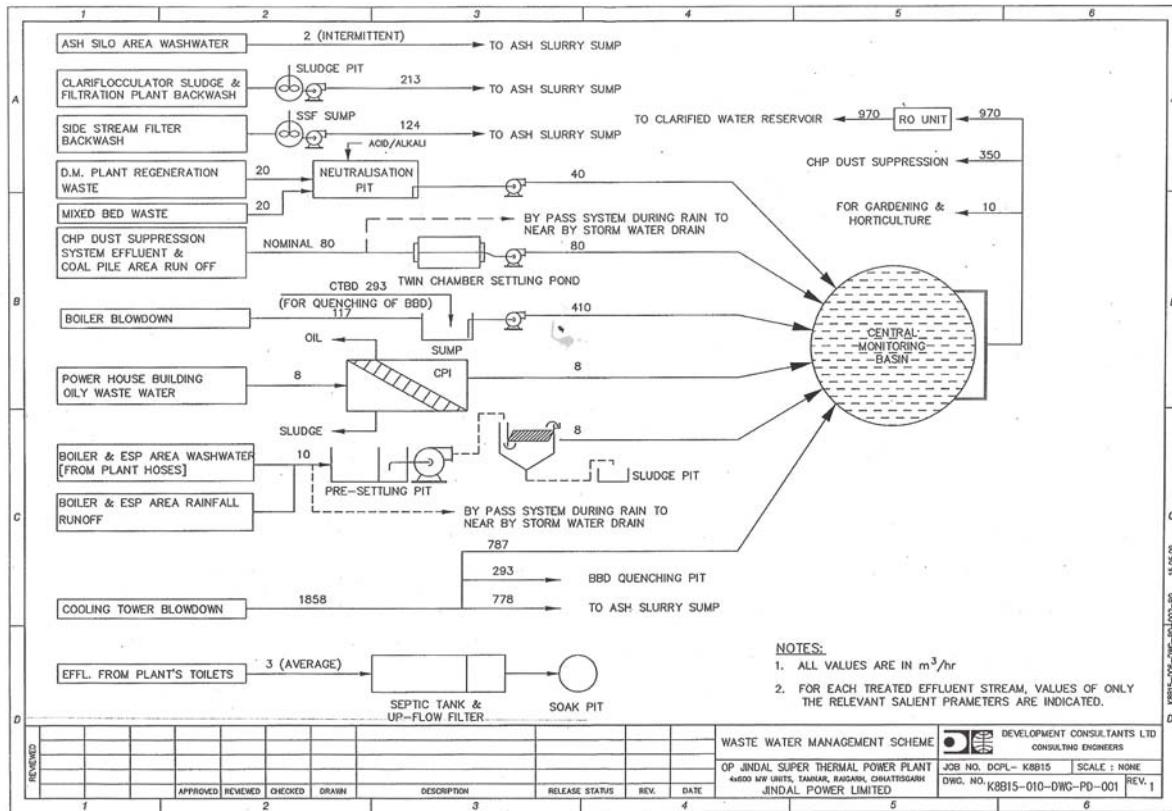 1 2 3 4 5 6
ASH SILO AREA WASHWATER
2 (INTERMITTENT)
TO ASH SLURRY SUMP
CLARIFLOCCULATOR SLUDGE &
FILTRATION PLANT BACKWASH
SLUDGE PIT
213
TO ASH SLURRY SUMP
A
SIDE STREAM FILTER
BACKWASH
SSF SUMP
124
TO ASH SLURRY SUMP
TO CLARIFIED WATER RESERVOIR
970
RO UNIT
970
ACID/ALKALI
D.M. PLANT REGENERATION
WASTE
20
NEUTRALISATION
PIT
40
CHP DUST SUPPRESSION
350
MIXED BED WASTE
20
FOR GARDENING &
HORTICULTURE
10
CHP DUST SUPPRESSION
SYSTEM EFFLUENT &
COAL PILE AREA RUN OFF
NOMINAL 80
BY PASS SYSTEM DURING RAIN TO
NEAR BY STORM WATER DRAIN
80
TWIN CHAMBER SETTLING POND
B
CTBD 293
(FOR QUENCHING OF BBD)
BOILER BLOWDOWN
117
410
SUMP
CENTRAL
MONITORING
BASIN
OIL
POWER HOUSE BUILDING
OILY WASTE WATER
8
CPI
8
SLUDGE
BOILER & ESP AREA WASHWATER
[FROM PLANT HOSES]
10
8
SLUDGE PIT
PRE-SETTLING PIT
BOILER & ESP AREA RAINFALL
RUNOFF
BY PASS SYSTEM DURING RAIN TO
NEAR BY STORM WATER DRAIN
C
C
787
293
BBD QUENCHING PIT
COOLING TOWER BLOWDOWN
1858
778
TO ASH SLURRY SUMP
EFFL. FROM PLANT'S TOILETS
3 (AVERAGE)
SEPTIC TANK &
UP-FLOW FILTER
SOAK PIT
NOTES:
1. ALL VALUES ARE IN m³/hr
2. FOR EACH TREATED EFFLUENT STREAM, VALUES OF ONLY
THE RELEVANT SALIENT PRAMETERS ARE INDICATED.
D
D
REVIEWED
APPROVED REVIEWED CHECKED DRAWN DESCRIPTION RELEASE STATUS REV. DATE
WASTE WATER MANAGEMENT SCHEME
DEVELOPMENT CONSULTANTS LTD
CONSULTING ENGINEERS
OP JINDAL SUPER THERMAL POWER PLANT
4x600 MW UNITS, TAMNAR, RAIGARH, CHHATTISGARH
JINDAL POWER LIMITED
JOB NO. DCPL- K8B15
SCALE : NONE
DWG. NO. K8B15-010-DWG-PD-001
REV. 1
1 2 3 4 5 6